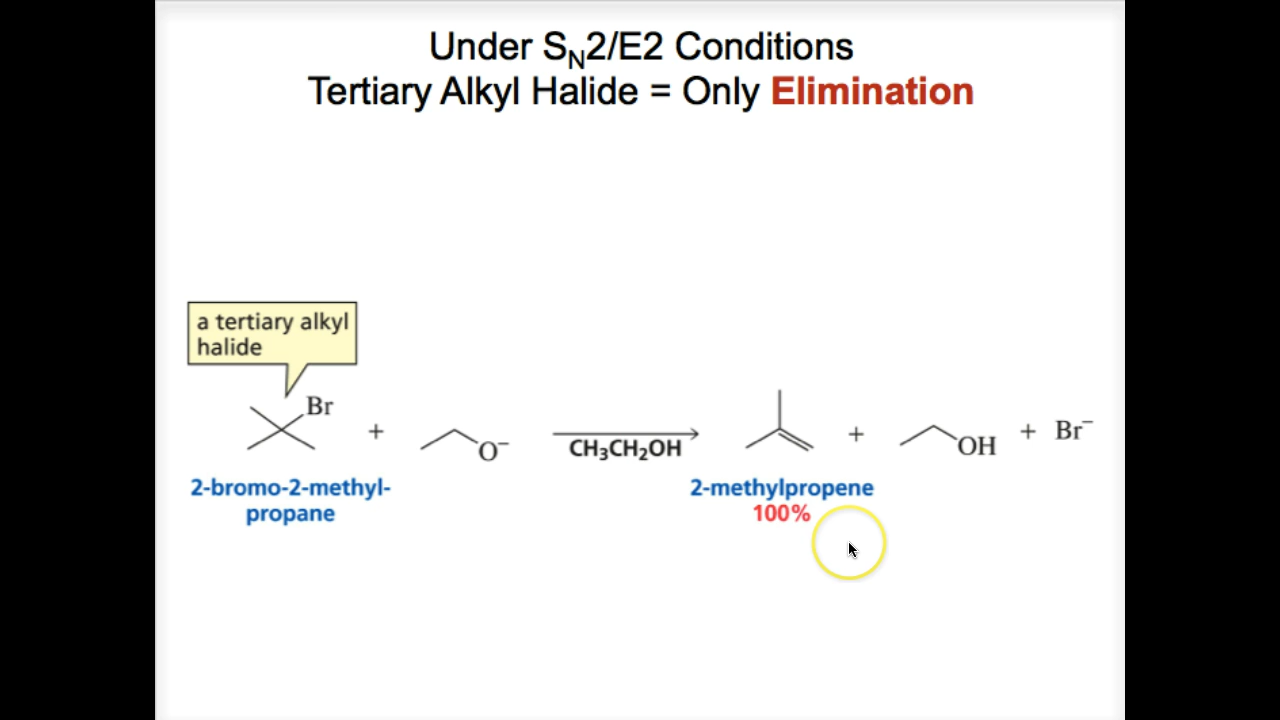 Under SN2/E2 Conditions
Tertiary Alkyl Halide = Only Elimination
a tertiary alkyl
halide
Br + O⁻ CH₃CH₂OH + OH + Br⁻
2-bromo-2-methyl-
propane
2-methylpropene
100%